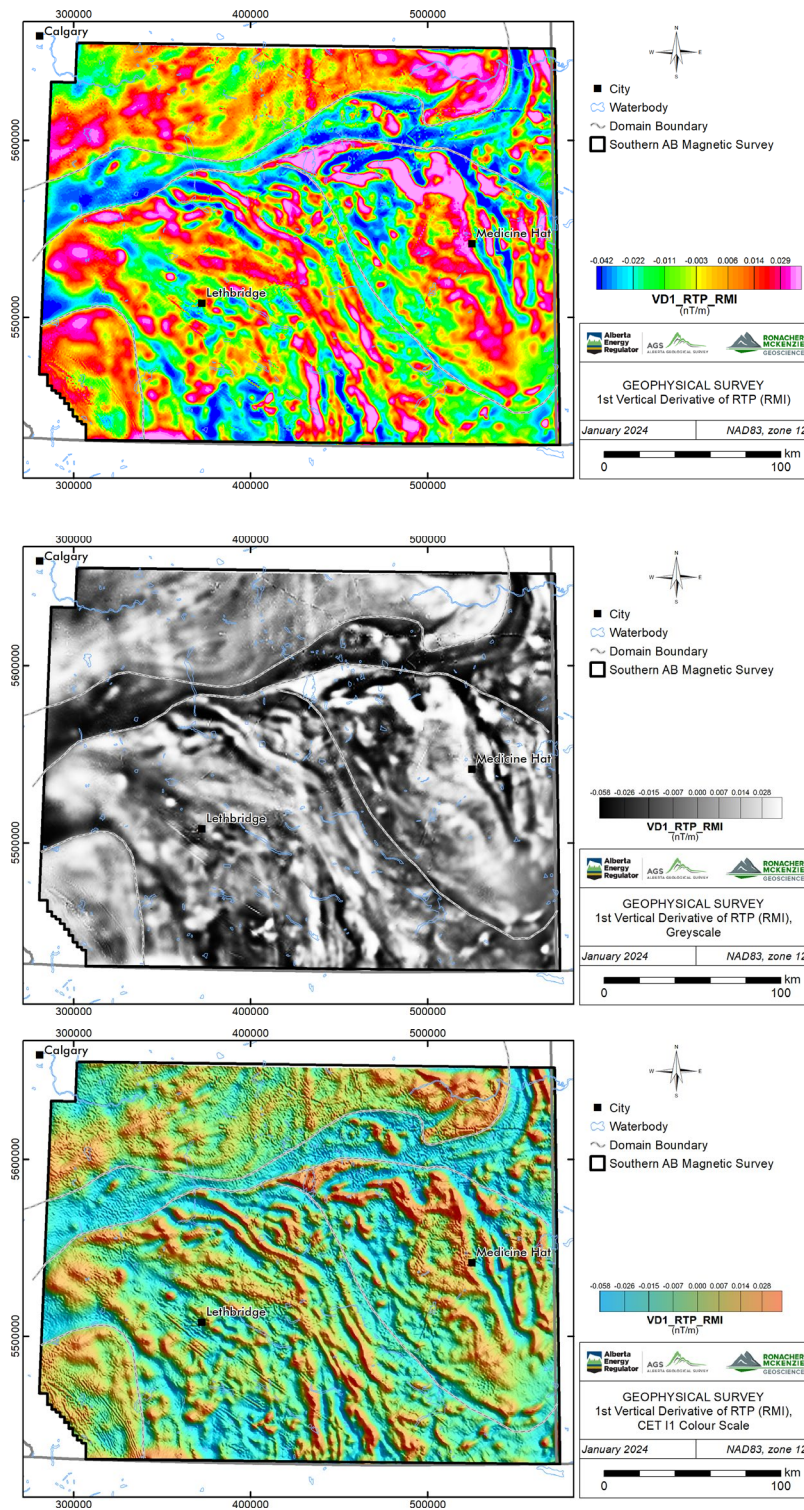 300000 400000 500000
Calgary
5600000
Medicine Hat
Lethbridge
5500000
300000 400000 500000
N
W E
S
City
Waterbody
Domain Boundary
Southern AB Magnetic Survey
-0.042 -0.022 -0.011 -0.003 0.006 0.014 0.029
VD1_RTP_RMI
(nT/m)
Alberta
Energy
Regulator
AGS
ALBERTA GEOLOGICAL SURVEY
RONACHER
MCKENZIE
GEOSCIENCE
GEOPHYSICAL SURVEY
1st Vertical Derivative of RTP (RMI)
January 2024 NAD83, zone 12
km
0 100
300000 400000 500000
Calgary
5600000
Medicine Hat
Lethbridge
5500000
300000 400000 500000
N
W E
S
City
Waterbody
Domain Boundary
Southern AB Magnetic Survey
-0.058 -0.026 -0.015 -0.007 0.000 0.007 0.014 0.028
VD1_RTP_RMI
(nT/m)
Alberta
Energy
Regulator
AGS
ALBERTA GEOLOGICAL SURVEY
RONACHER
MCKENZIE
GEOSCIENCE
GEOPHYSICAL SURVEY
1st Vertical Derivative of RTP (RMI),
Greyscale
January 2024 NAD83, zone 12
km
0 100
300000 400000 500000
Calgary
5600000
Medicine Hat
Lethbridge
5500000
300000 400000 500000
N
W E
S
City
Waterbody
Domain Boundary
Southern AB Magnetic Survey
-0.058 -0.026 -0.015 -0.007 0.000 0.007 0.014 0.028
VD1_RTP_RMI
(nT/m)
Alberta
Energy
Regulator
AGS
ALBERTA GEOLOGICAL SURVEY
RONACHER
MCKENZIE
GEOSCIENCE
GEOPHYSICAL SURVEY
1st Vertical Derivative of RTP (RMI),
CET I1 Colour Scale
January 2024 NAD83, zone 12
km
0 100